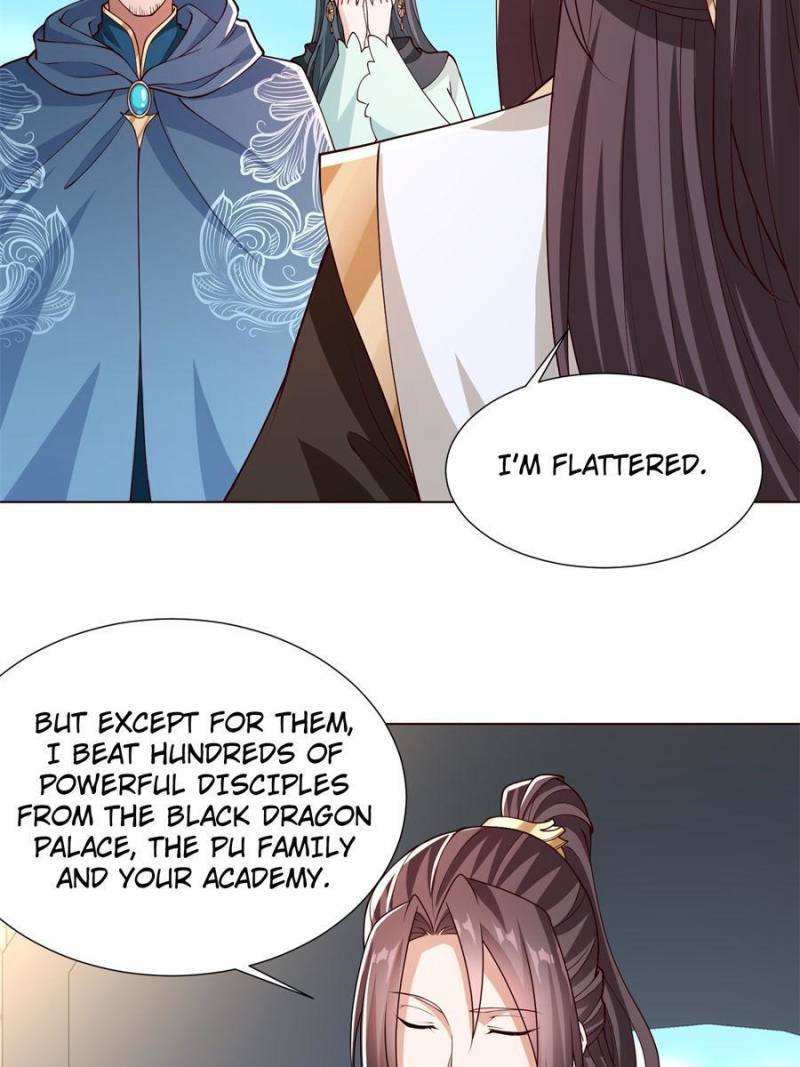 I'M FLATTERED.
BUT EXCEPT FOR THEM,
I BEAT HUNDREDS OF
POWERFUL DISCIPLES
FROM THE BLACK DRAGON
PALACE, THE PU FAMILY
AND YOUR ACADEMY.